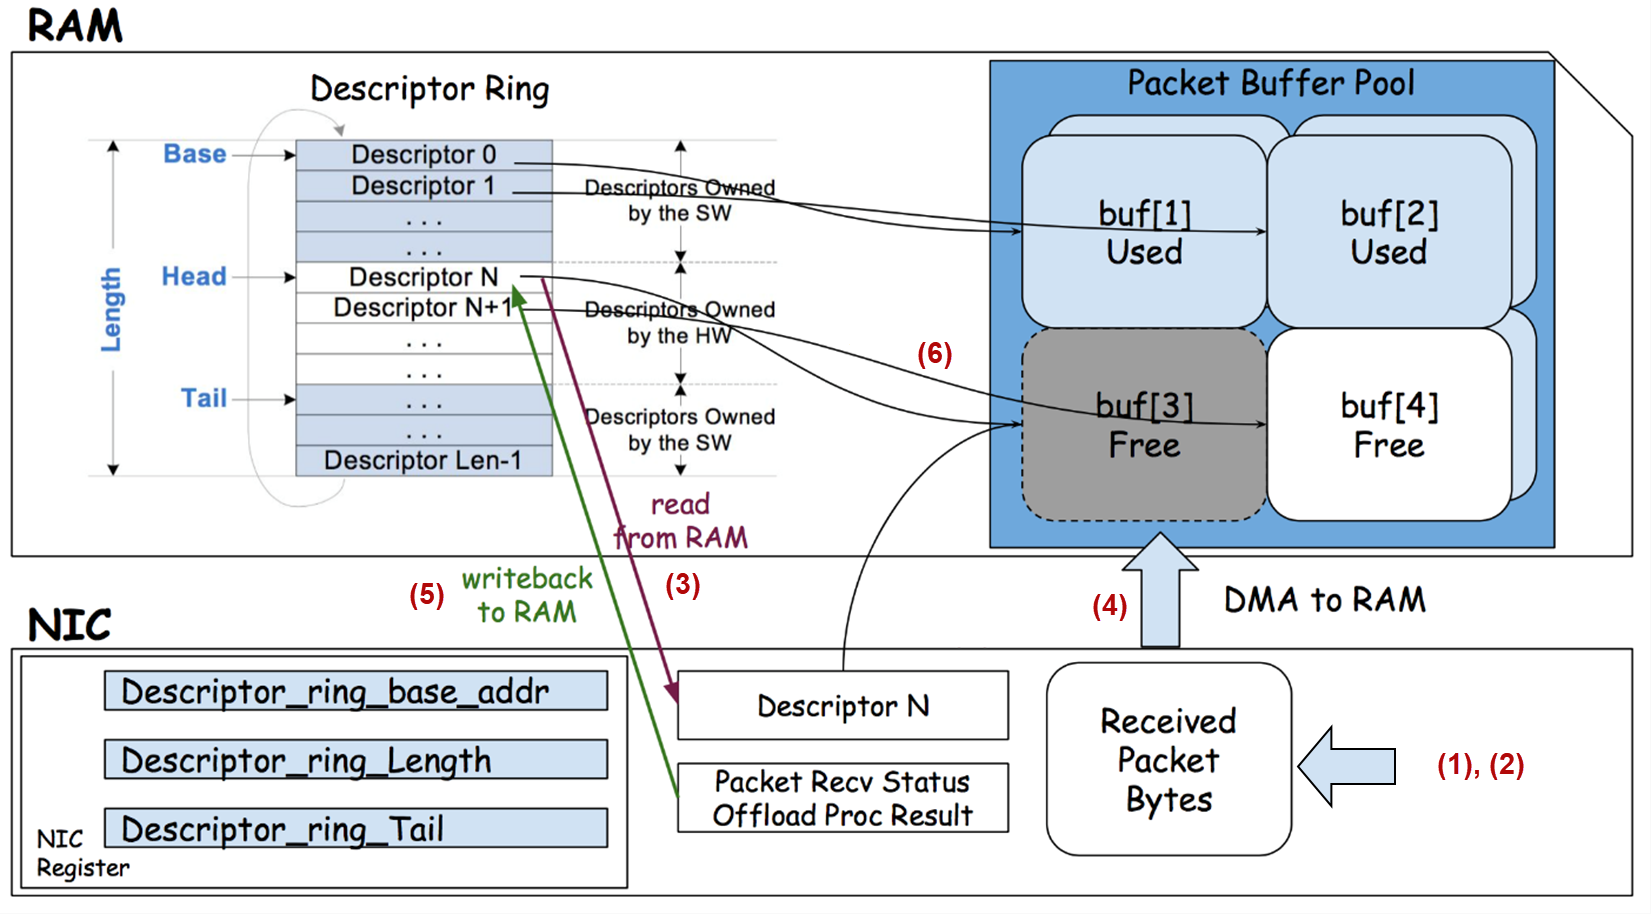 RAM
Descriptor Ring
Packet Buffer Pool
Base
Head
Tail
Length
Descriptor 0
Descriptor 1
. . .
. . .
Descriptor N
Descriptor N+1
. . .
. . .
. . .
. . .
Descriptor Len-1
Descriptors Owned
by the SW
Descriptors Owned
by the HW
Descriptors Owned
by the SW
buf[1]
Used
buf[2]
Used
buf[3]
Free
buf[4]
Free
(6)
read
from RAM
(3)
(5)
writeback
to RAM
(4)
DMA to RAM
NIC
Descriptor_ring_base_addr
Descriptor_ring_Length
Descriptor_ring_Tail
NIC
Register
Descriptor N
Packet Recv Status
Offload Proc Result
Received
Packet
Bytes
(1), (2)